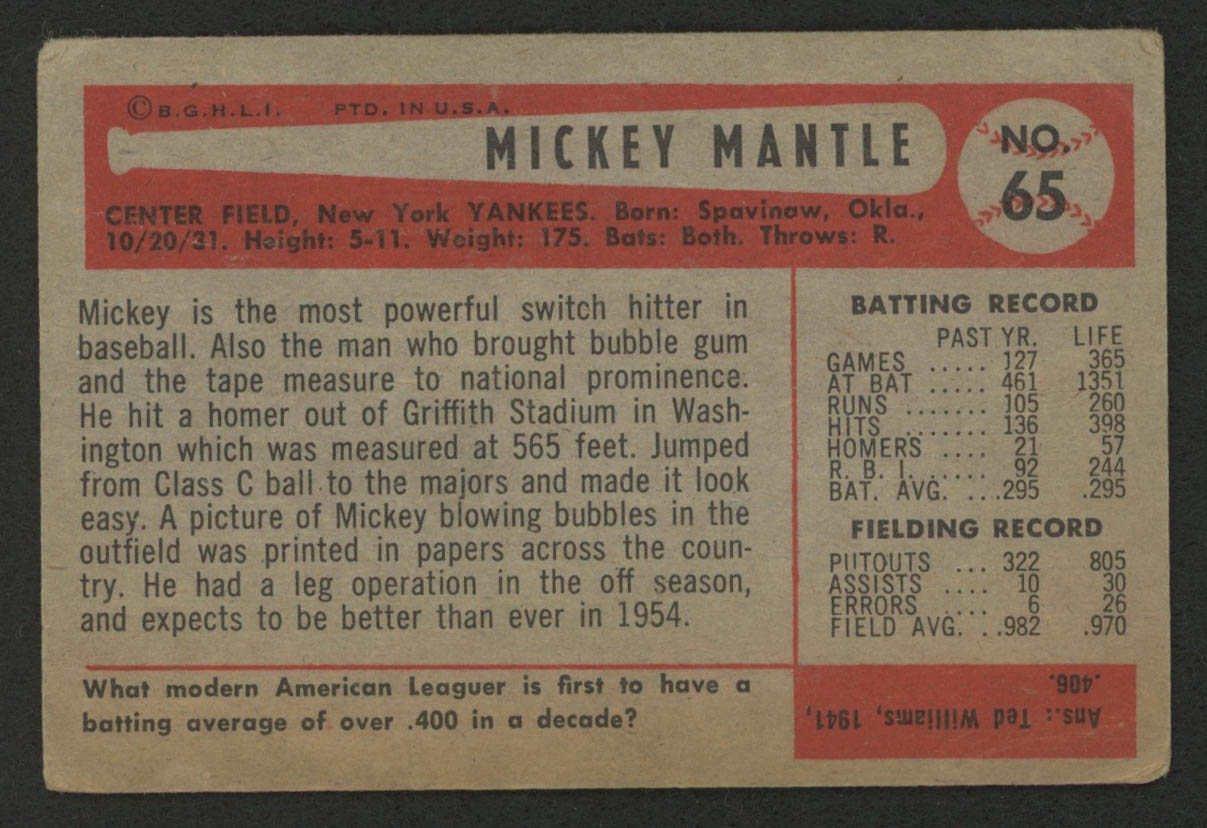 © B.G.H.L.I. PTD. IN U.S.A.
MICKEY MANTLE
NO.
65
CENTER FIELD, New York YANKEES. Born: Spavinaw, Okla.,
10/20/31. Height: 5-11. Weight: 175. Bats: Both. Throws: R.
Mickey is the most powerful switch hitter in
baseball. Also the man who brought bubble gum
and the tape measure to national prominence.
He hit a homer out of Griffith Stadium in Wash-
ington which was measured at 565 feet. Jumped
from Class C ball to the majors and made it look
easy. A picture of Mickey blowing bubbles in the
outfield was printed in papers across the coun-
try. He had a leg operation in the off season,
and expects to be better than ever in 1954.
BATTING RECORD
PAST YR. LIFE
GAMES ..... 127 365
AT BAT ..... 461 1351
RUNS ....... 105 260
HITS ....... 136 398
HOMERS .... 21 57
R. B. I. ...... 92 244
BAT. AVG. ....295 .295
FIELDING RECORD
PUTOUTS ... 322 805
ASSISTS .... 10 30
ERRORS .... 6 26
FIELD AVG. ..982 .970
What modern American Leaguer is first to have a
batting average of over .400 in a decade?
Ans.: Ted Williams, 1941,
.406.